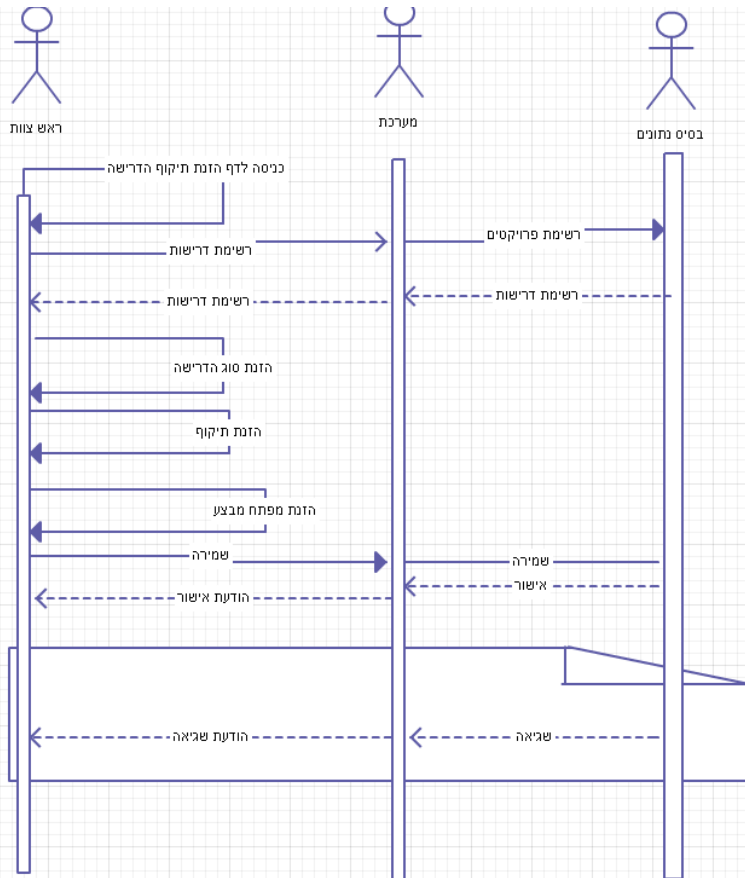 ראש צוות
מערכת
בסיס נתונים
כניסה לדף הזנת תיקוף הדרישה
רשימת דרישות
רשימת פרויקטים
רשימת דרישות
רשימת דרישות
הזנת סוג הדרישה
הזנת תיקוף
הזנת מפתח מבצע
שמירה
שמירה
אישור
הודעת אישור
הודעת שגיאה
שגיאה